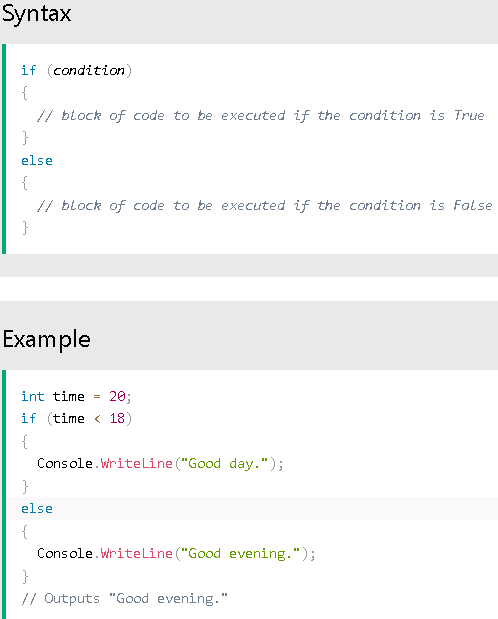 Syntax
if (condition)
{
  // block of code to be executed if the condition is True
}
else
{
  // block of code to be executed if the condition is False
}
Example
int time = 20;
if (time < 18)
{
  Console.WriteLine("Good day.");
}
else
{
  Console.WriteLine("Good evening.");
}
// Outputs "Good evening."